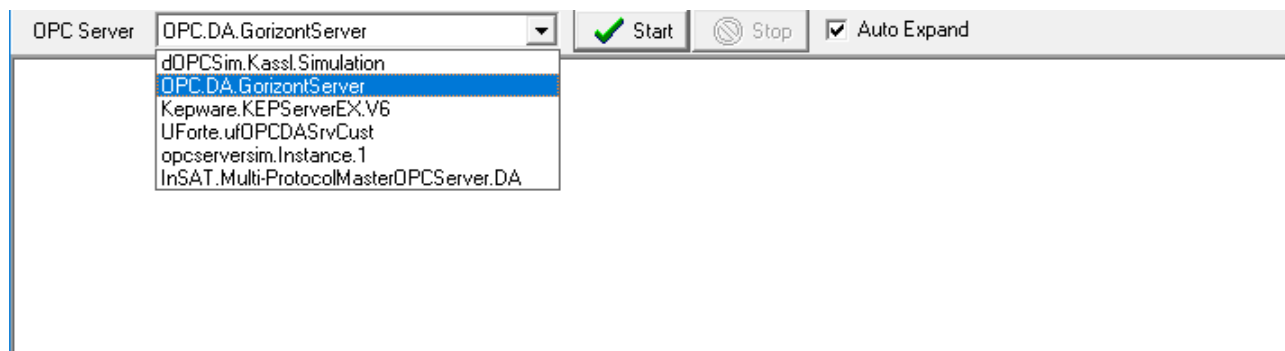 OPC Server OPC.DA.GorizontServer Start Stop Auto Expand
dOPCSim.Kassl.Simulation
OPC.DA.GorizontServer
Kepware.KEPServerEX.V6
UForte.ufOPCDASrvCust
opcserversim.Instance.1
InSAT.Multi-ProtocolMasterOPCServer.DA